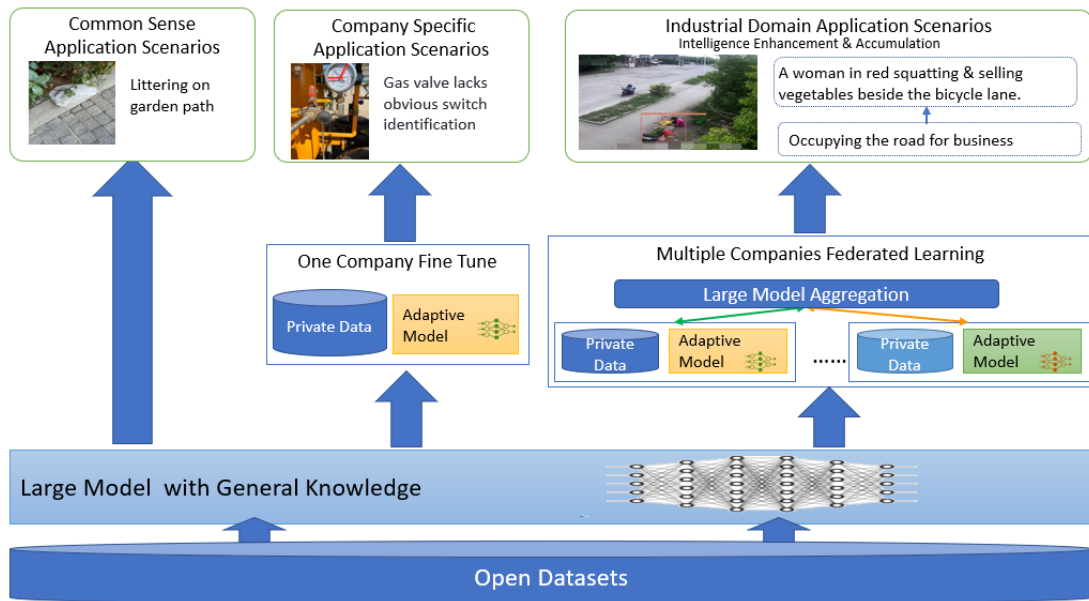 Common Sense
Application Scenarios
Littering on
garden path
Company Specific
Application Scenarios
Gas valve lacks
obvious switch
identification
Industrial Domain Application Scenarios
Intelligence Enhancement & Accumulation
A woman in red squatting & selling
vegetables beside the bicycle lane.
Occupying the road for business
One Company Fine Tune
Private Data
Adaptive
Model
Multiple Companies Federated Learning
Large Model Aggregation
Private
Data
Adaptive
Model
......
Private
Data
Adaptive
Model
Large Model with General Knowledge
Open Datasets